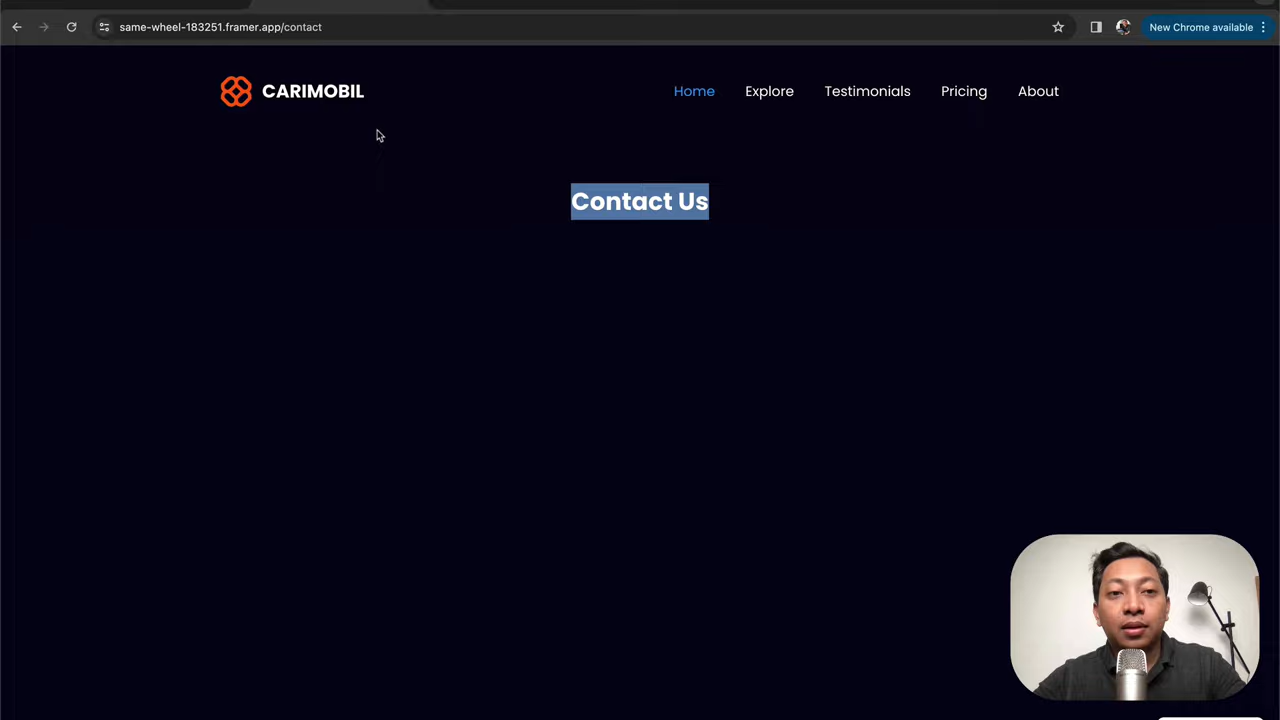 same-wheel-183251.framer.app/contact
New Chrome available
CARIMOBIL
Home
Explore
Testimonials
Pricing
About
Contact Us